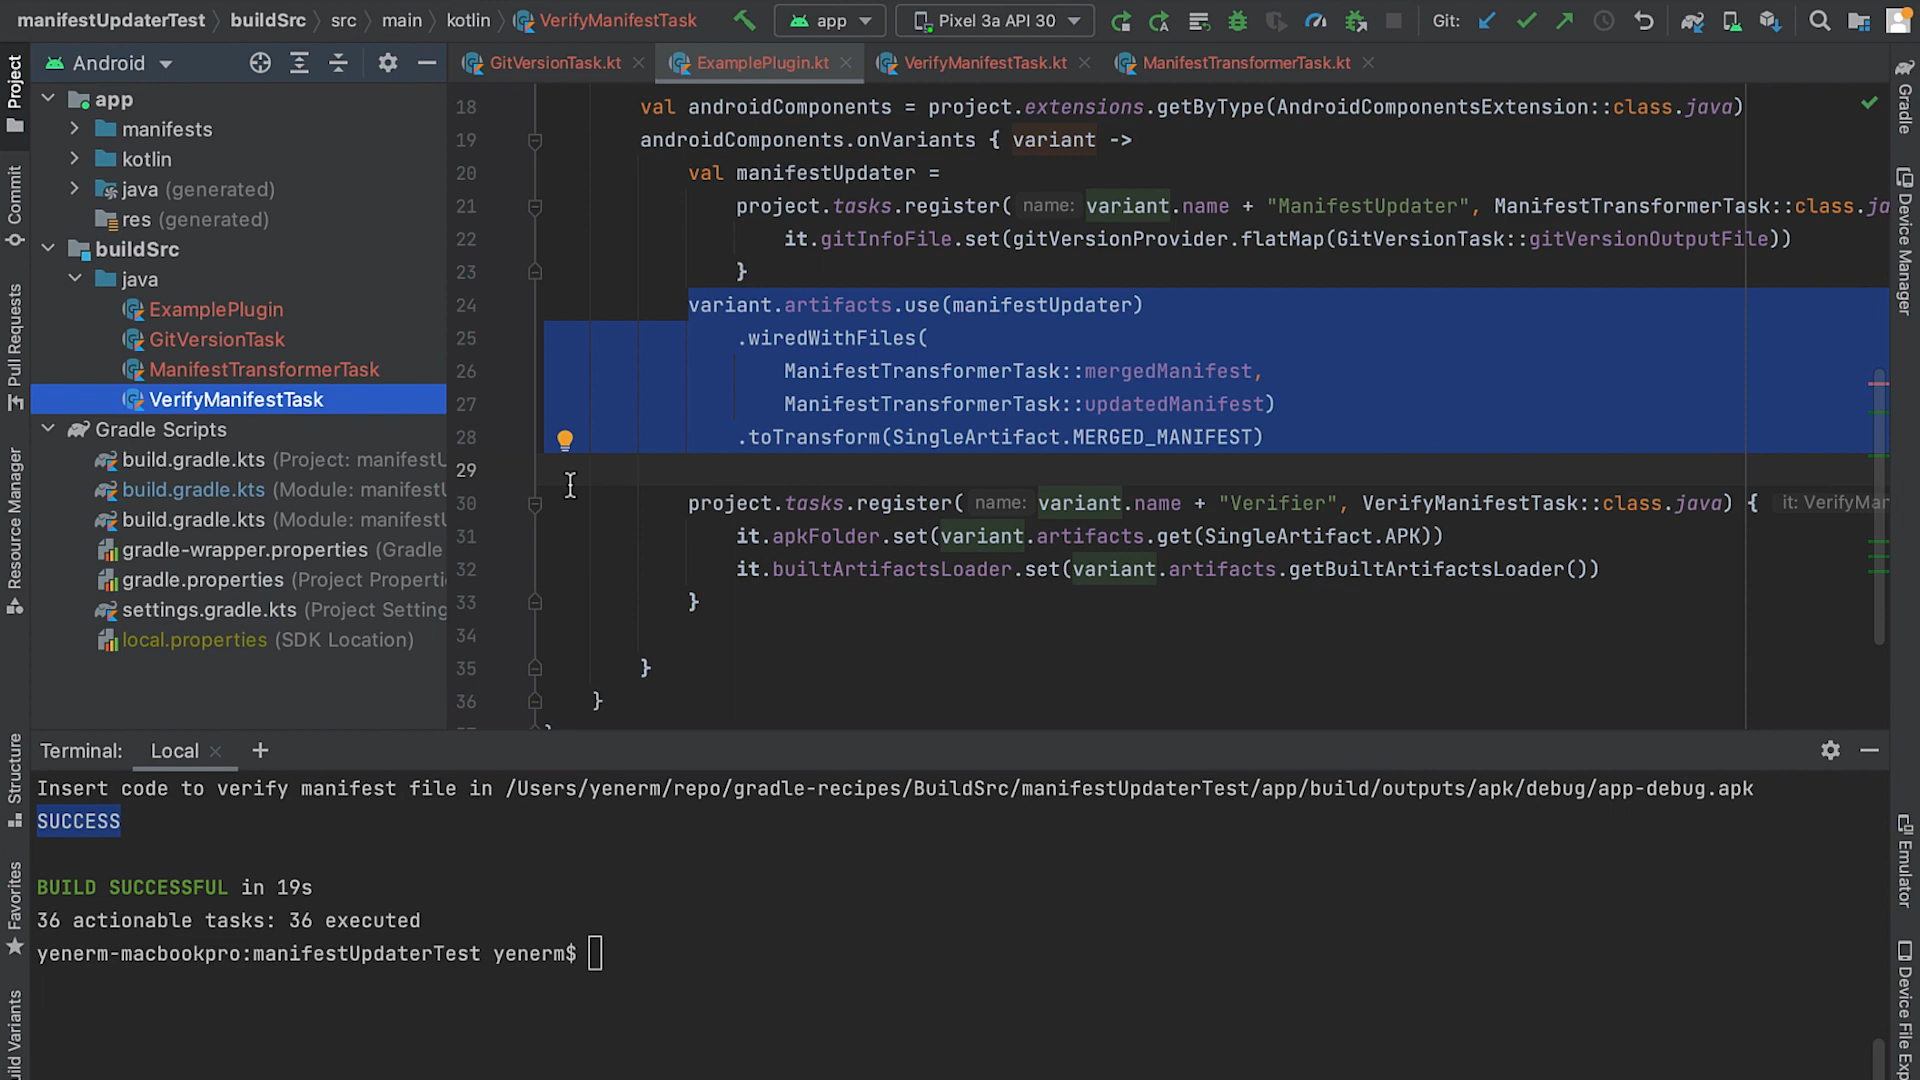 manifestUpdaterTest buildSrc src main kotlin VerifyManifestTask app Pixel 3a API 30 Git:
Android
GitVersionTask.kt ExamplePlugin.kt VerifyManifestTask.kt ManifestTransformerTask.kt
Project
Commit
Pull Requests
Resource Manager
Structure
Favorites
app
manifests
kotlin
java (generated)
res (generated)
buildSrc
java
ExamplePlugin
GitVersionTask
ManifestTransformerTask
VerifyManifestTask
Gradle Scripts
build.gradle.kts (Project: manifestU
build.gradle.kts (Module: manifestU
build.gradle.kts (Module: manifestU
gradle-wrapper.properties (Gradle
gradle.properties (Project Properti
settings.gradle.kts (Project Setting
local.properties (SDK Location)
18 val androidComponents = project.extensions.getByType(AndroidComponentsExtension::class.java)
19 androidComponents.onVariants { variant ->
20 val manifestUpdater =
21 project.tasks.register( name: variant.name + "ManifestUpdater", ManifestTransformerTask::class.ja
22 it.gitInfoFile.set(gitVersionProvider.flatMap(GitVersionTask::gitVersionOutputFile))
23 }
24 variant.artifacts.use(manifestUpdater)
25 .wiredWithFiles(
26 ManifestTransformerTask::mergedManifest,
27 ManifestTransformerTask::updatedManifest)
28 .toTransform(SingleArtifact.MERGED_MANIFEST)
29
30 project.tasks.register( name: variant.name + "Verifier", VerifyManifestTask::class.java) { it: VerifyMar
31 it.apkFolder.set(variant.artifacts.get(SingleArtifact.APK))
32 it.builtArtifactsLoader.set(variant.artifacts.getBuiltArtifactsLoader())
33 }
34
35 }
36 }
Gradle
Device Manager
Emulator
Device File Exp
Terminal: Local
Insert code to verify manifest file in /Users/yenerm/repo/gradle-recipes/BuildSrc/manifestUpdaterTest/app/build/outputs/apk/debug/app-debug.apk
SUCCESS
BUILD SUCCESSFUL in 19s
36 actionable tasks: 36 executed
yenerm-macbookpro:manifestUpdaterTest yenerm$
uild Variants